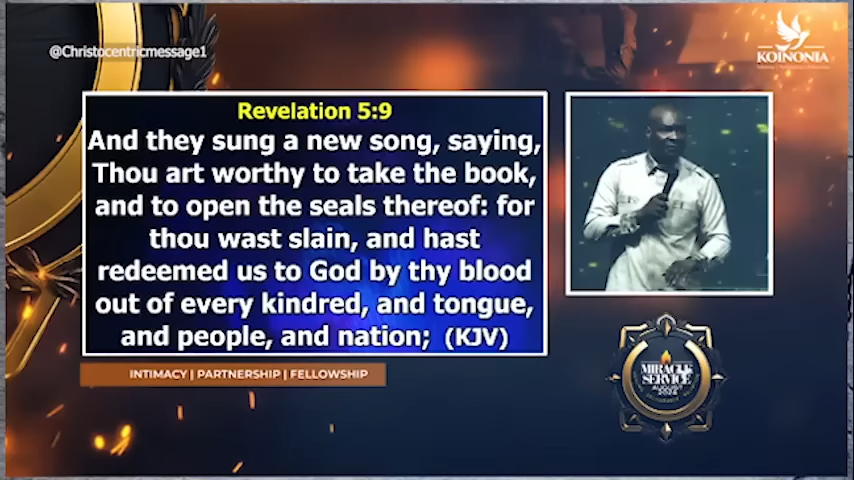 @Christocentricmessage1
KOINONIA
Revelation 5:9
And they sung a new song, saying,
Thou art worthy to take the book,
and to open the seals thereof: for
thou wast slain, and hast
redeemed us to God by thy blood
out of every kindred, and tongue,
and people, and nation; (KJV)
INTIMACY | PARTNERSHIP | FELLOWSHIP
MIRACLE
SERVICE
AUGUST